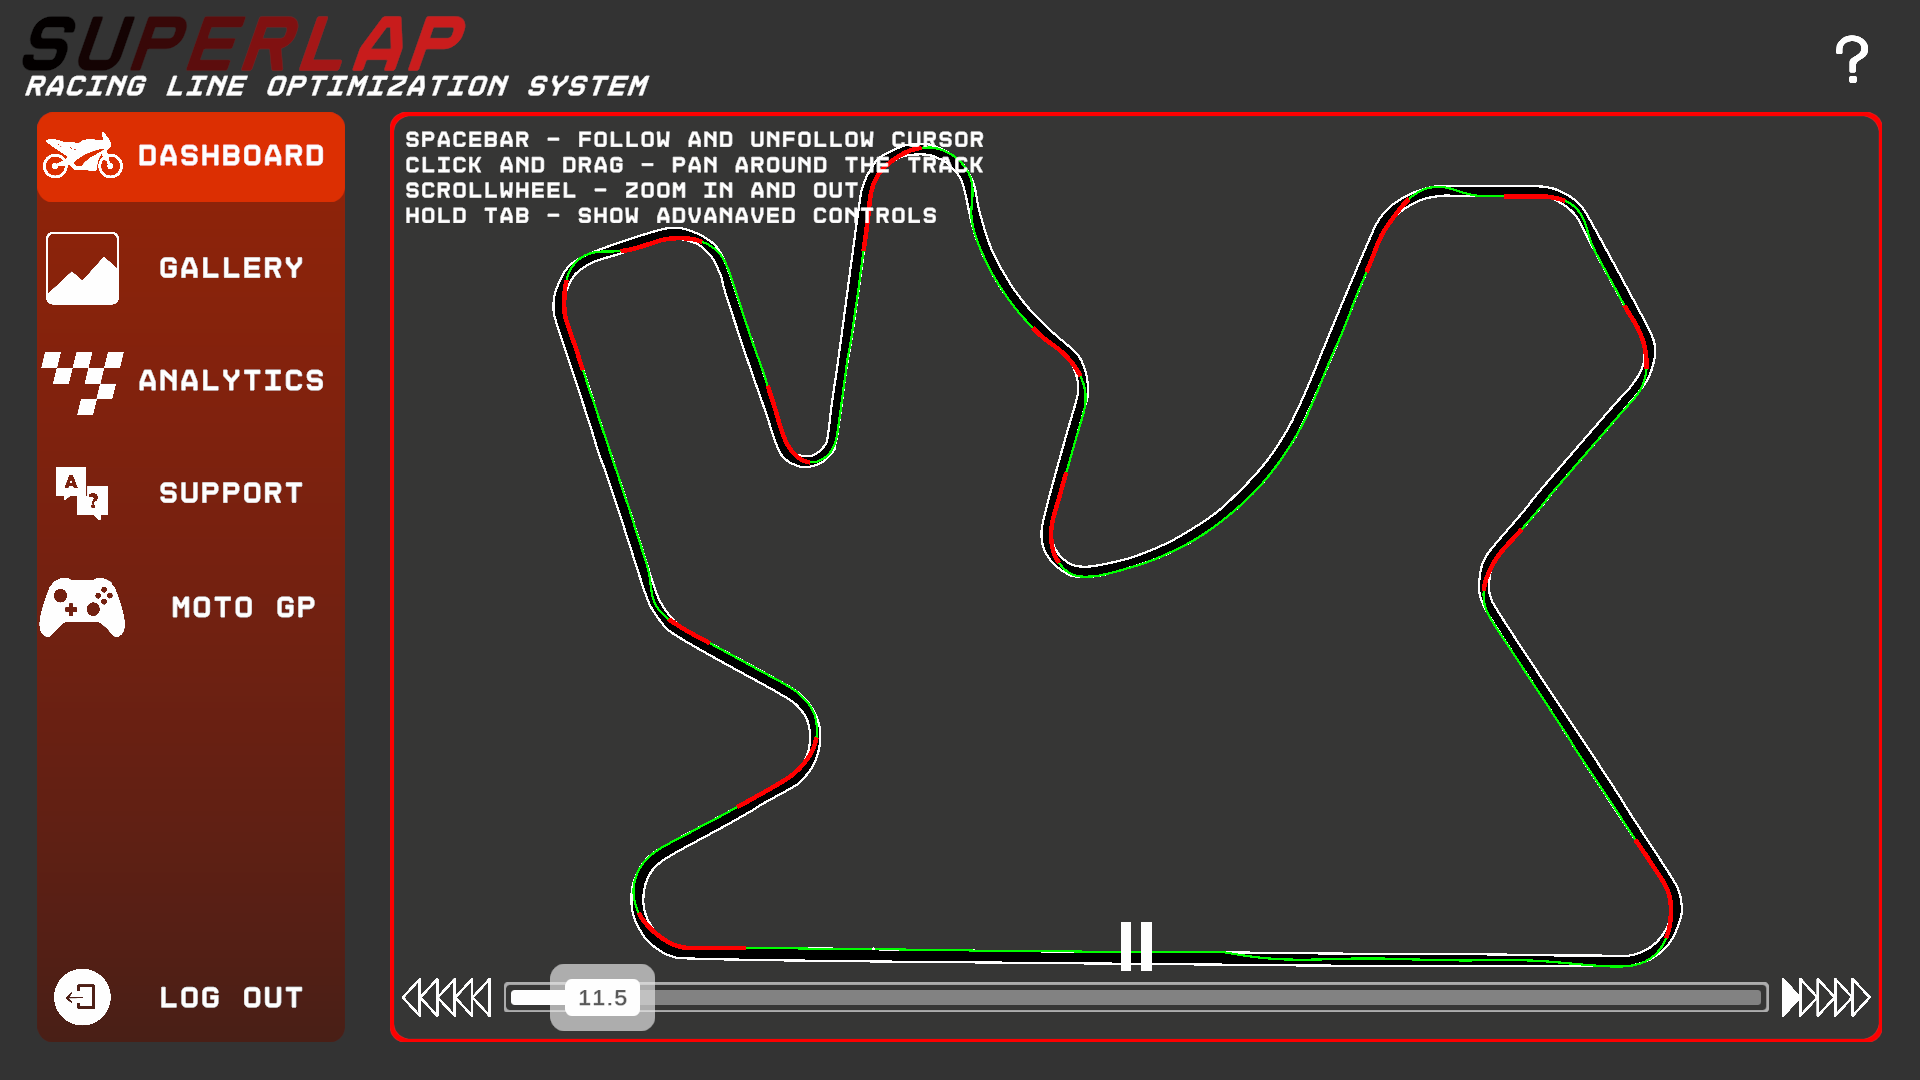 SUPERLAP
RACING LINE OPTIMIZATION SYSTEM
?
DASHBOARD
GALLERY
ANALYTICS
A
?
SUPPORT
MOTO GP
LOG OUT
SPACEBAR - FOLLOW AND UNFOLLOW CURSOR
CLICK AND DRAG - PAN AROUND THE TRACK
SCROLLWHEEL - ZOOM IN AND OUT
HOLD TAB - SHOW ADVANAVED CONTROLS
11.5